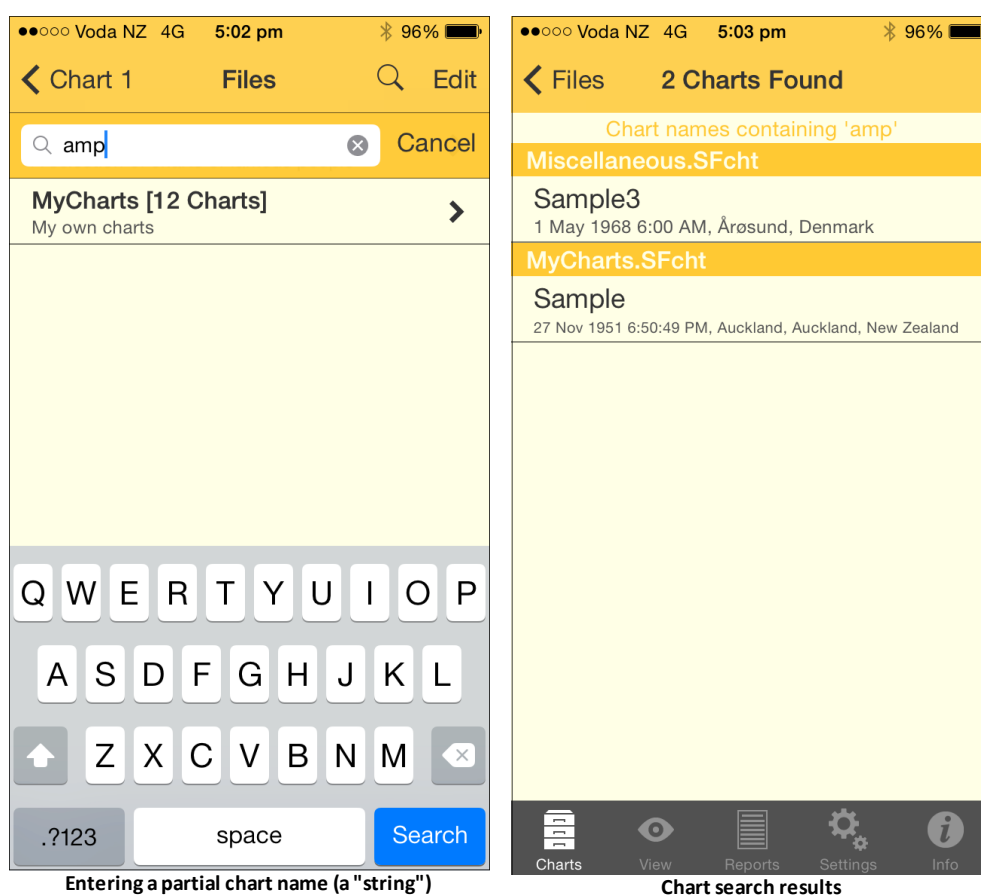 Voda NZ 4G 5:02 pm 96%
Chart 1 Files Edit
amp Cancel
MyCharts [12 Charts]
My own charts
Q W E R T Y U I O P
A S D F G H J K L
Z X C V B N M
.?123 space Search
Entering a partial chart name (a "string")
Voda NZ 4G 5:03 pm 96%
Files 2 Charts Found
Chart names containing 'amp'
Miscellaneous.SFcht
Sample3
1 May 1968 6:00 AM, Årøsund, Denmark
MyCharts.SFcht
Sample
27 Nov 1951 6:50:49 PM, Auckland, Auckland, New Zealand
Charts View Reports Settings Info
Chart search results